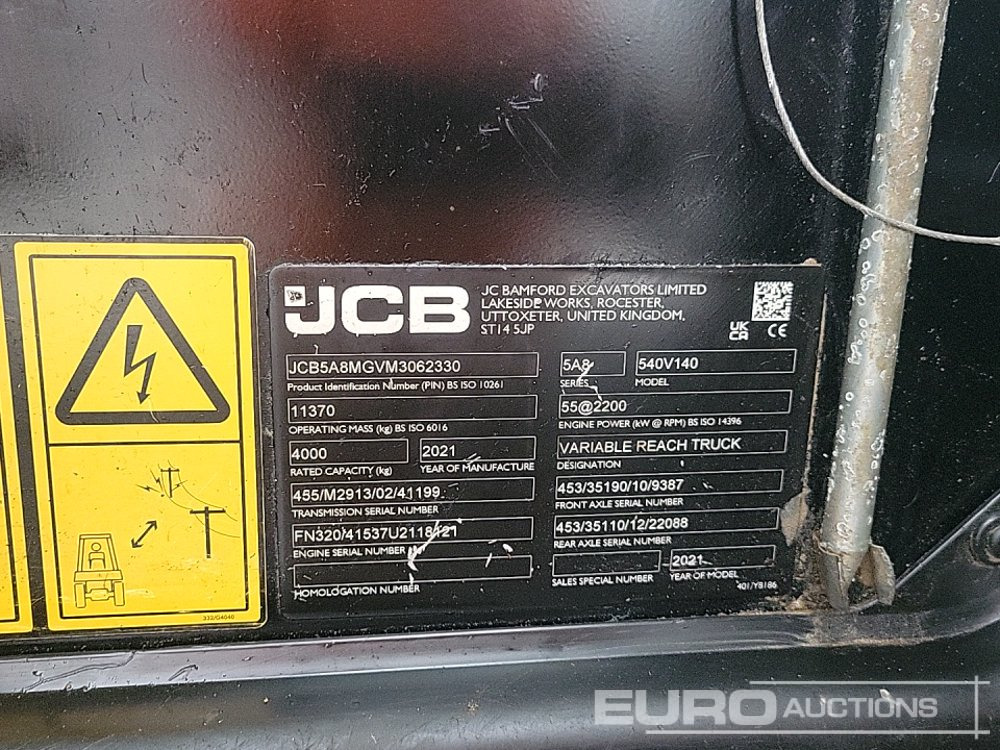 JCB
JC BAMFORD EXCAVATORS LIMITED
LAKESIDE WORKS, ROCESTER,
UTTOXETER, UNITED KINGDOM,
ST14 5JP
UK
CA
CE
JCB5A8MGVM3062330
Product Identification Number (PIN) BS ISO 10261
5A8
SERIES
540V140
MODEL
11370
OPERATING MASS (kg) BS ISO 6016
55@2200
ENGINE POWER (kW @ RPM) BS ISO 14396
4000
RATED CAPACITY (kg)
2021
YEAR OF MANUFACTURE
VARIABLE REACH TRUCK
DESIGNATION
455/M2913/02/41199
TRANSMISSION SERIAL NUMBER
453/35190/10/9387
FRONT AXLE SERIAL NUMBER
ENGINE SERIAL NUMBER
453/35110/12/22088
REAR AXLE SERIAL NUMBER
HOMOLOGATION NUMBER
SALES SPECIAL NUMBER
2021
YEAR OF MODEL
401/Y8186
332/G4040
EURO AUCTIONS